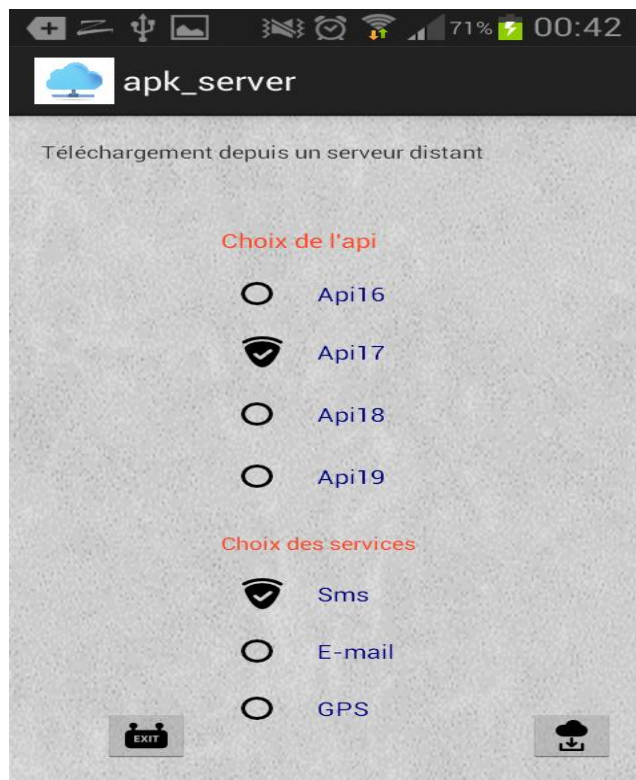 71% 00:42
apk_server
Téléchargement depuis un serveur distant
Choix de l'api
Api16
Api17
Api18
Api19
Choix des services
Sms
E-mail
GPS
EXIT